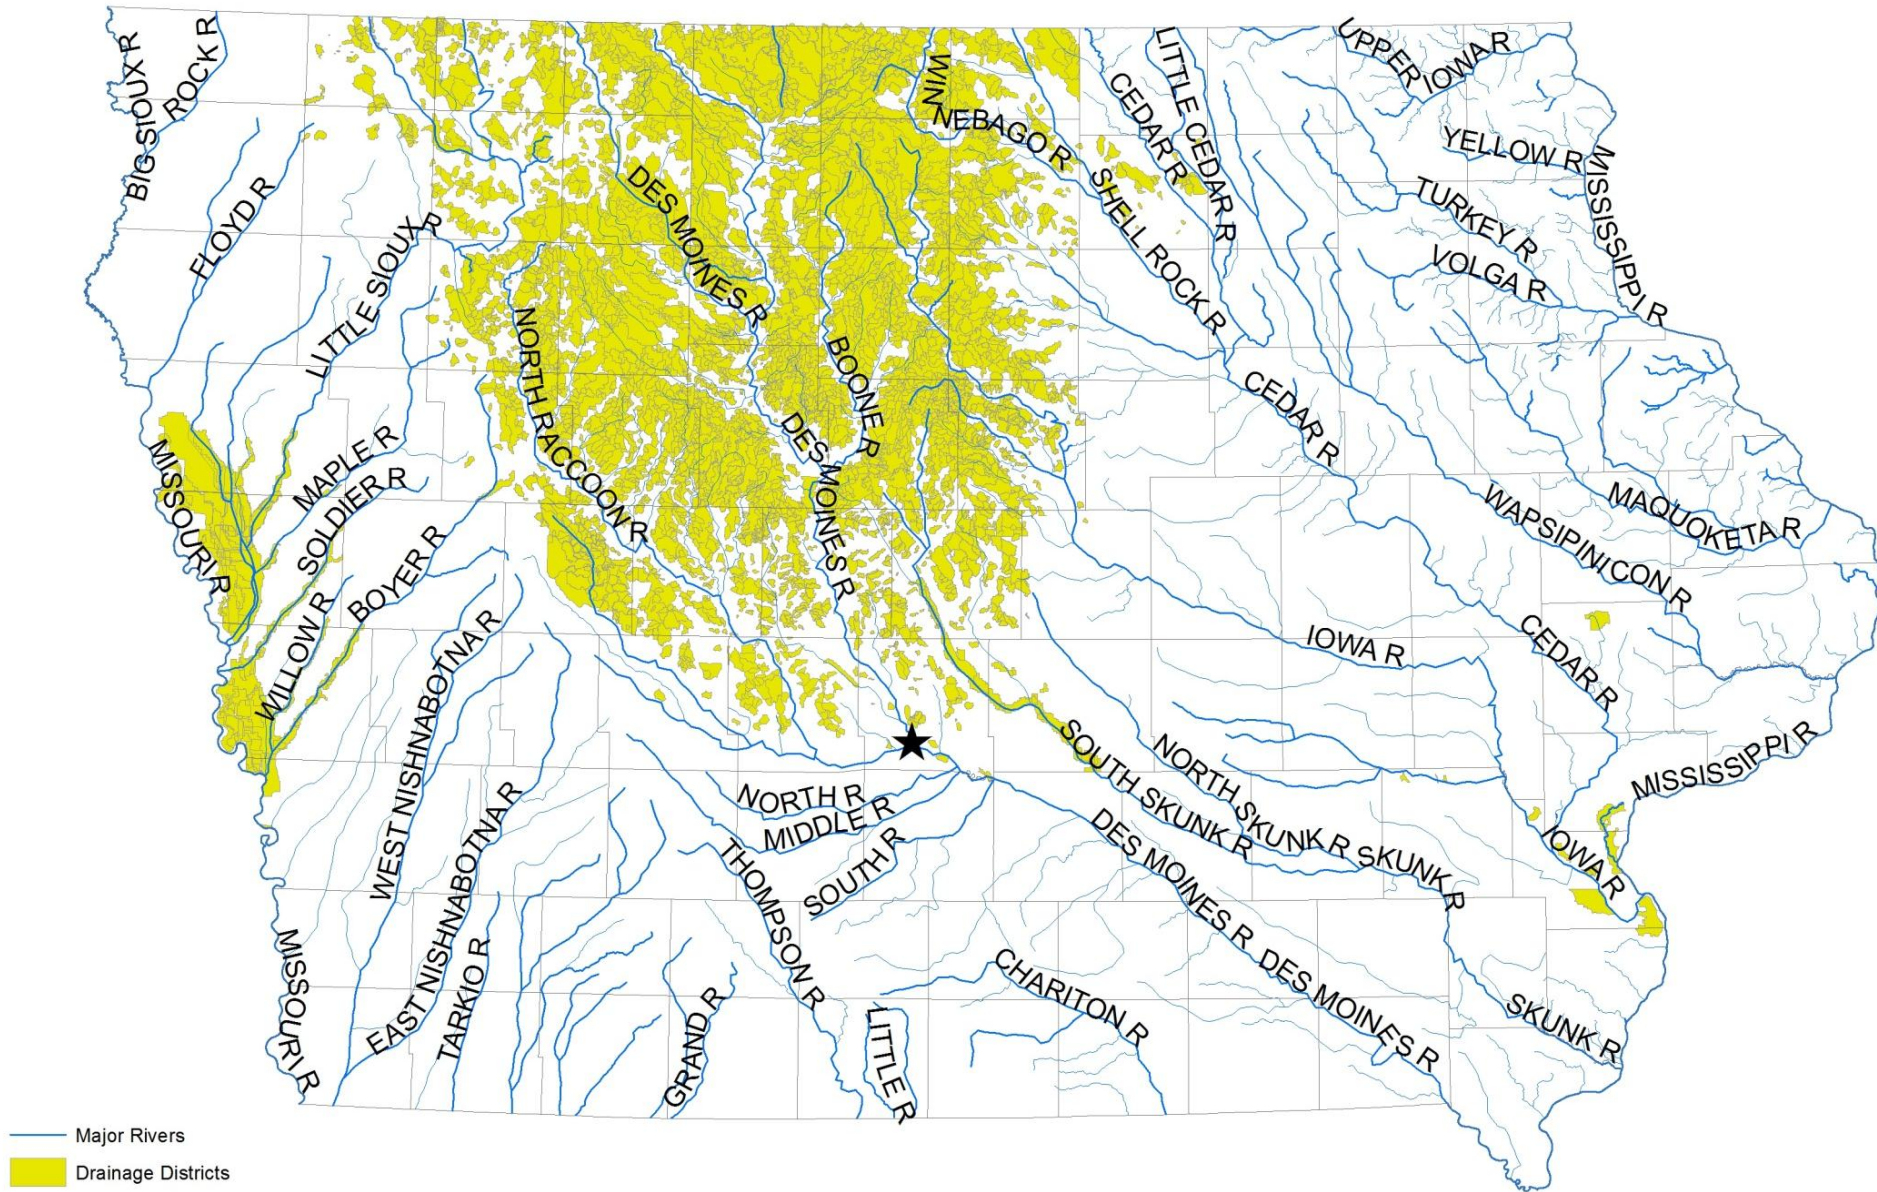 BIG SIOUX R
ROCK R
FLOYD R
LITTLE SIOUX R
DES MOINES R
WINNEBAGO R
CEDAR R
LITTLE CEDAR R
SHELL ROCK R
UPPER IOWA R
YELLOW R
MISSISSIPPI R
TURKEY R
VOLGA R
NORTH RACCOON R
BOONE R
DES MOINES R
CEDAR R
MISSOURI R
MAPLE R
SOLDIER R
WILLOW R
BOYER R
WAPSIPINICON R
MAQUOKETA R
WEST NISHNABOTNA R
IOWA R
CEDAR R
SOUTH SKUNK R
NORTH SKUNK R
SKUNK R
MISSISSIPPI R
NORTH R
MIDDLE R
SOUTH R
EAST NISHNABOTNA R
THOMPSON R
DES MOINES R
IOWA R
MISSOURI R
TARKIO R
GRAND R
LITTLE R
CHARITON R
DES MOINES R
SKUNK R
Major Rivers
Drainage Districts